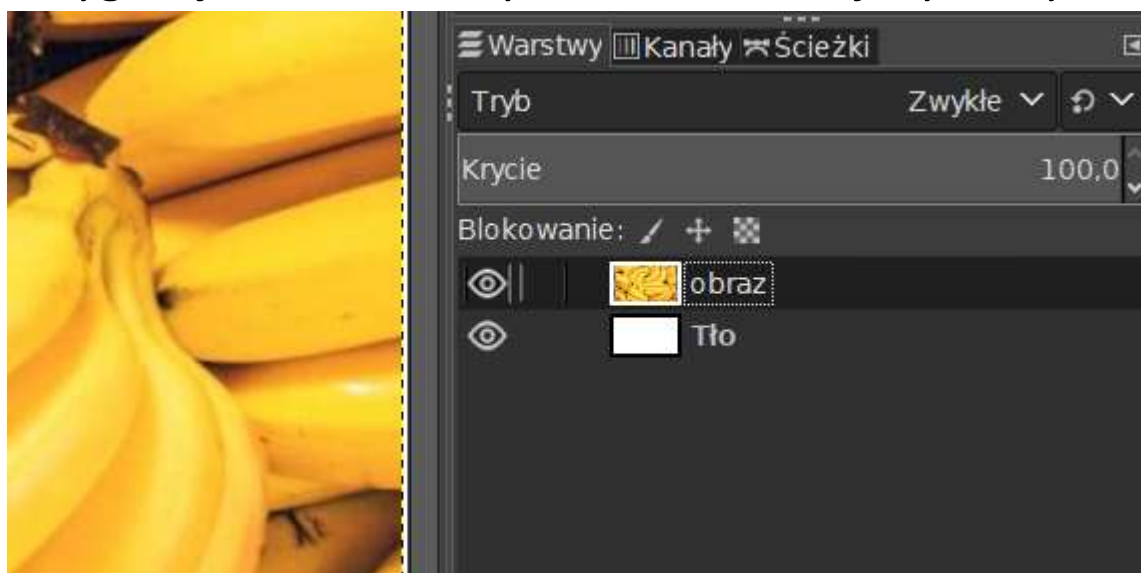 Warstwy Kanały Ścieżki
Tryb Zwykłe
Krycie 100,0
Blokowanie:
obraz
Tło